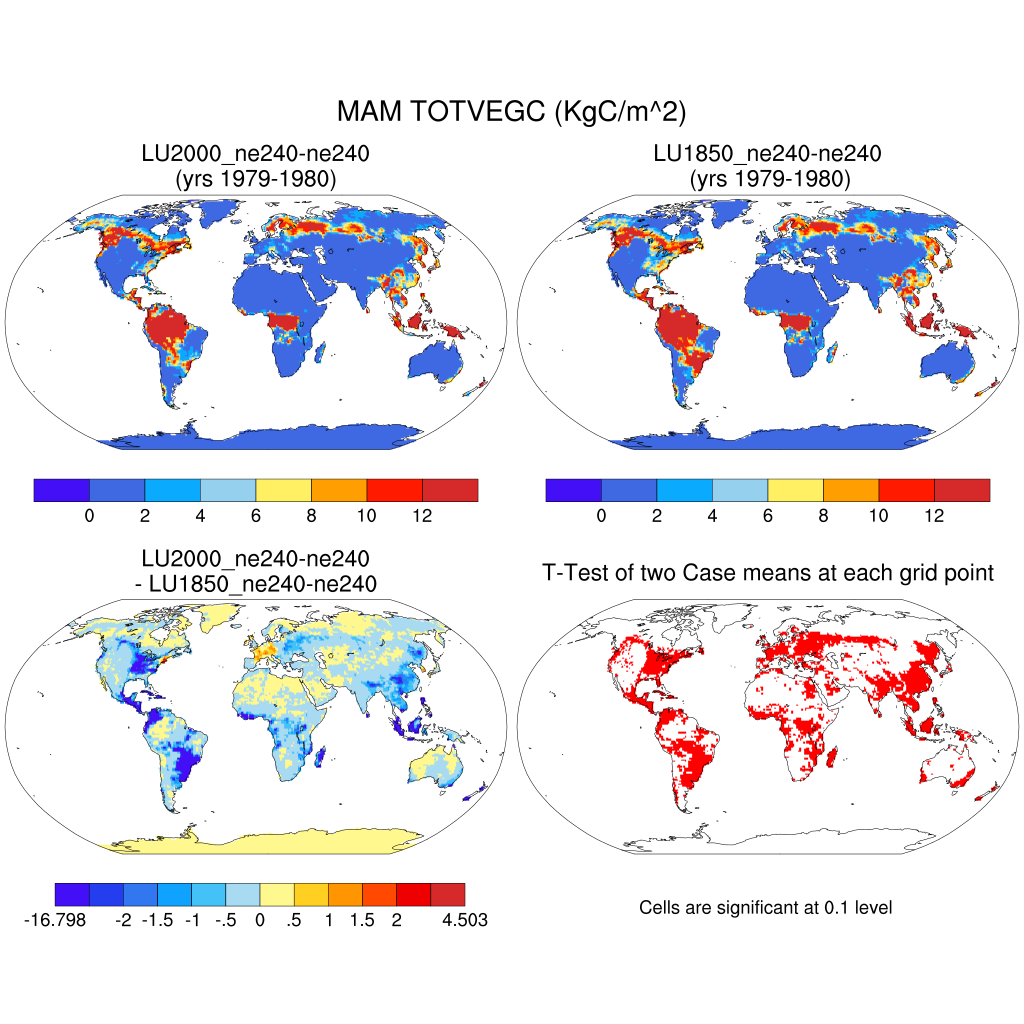 MAM TOTVEGC (KgC/m^2)
LU2000_ne240-ne240
(yrs 1979-1980)
LU1850_ne240-ne240
(yrs 1979-1980)
0 2 4 6 8 10 12
0 2 4 6 8 10 12
LU2000_ne240-ne240
- LU1850_ne240-ne240
T-Test of two Case means at each grid point
-16.798 -2 -1.5 -1 -.5 0 .5 1 1.5 2 4.503
Cells are significant at 0.1 level